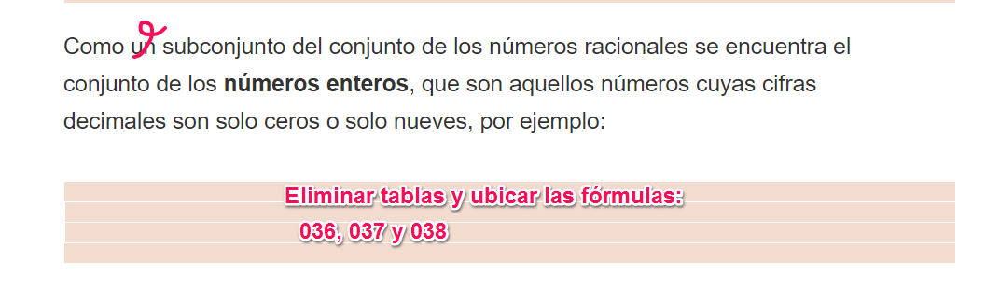 Como un subconjunto del conjunto de los números racionales se encuentra el
conjunto de los números enteros, que son aquellos números cuyas cifras
decimales son solo ceros o solo nueves, por ejemplo:
Eliminar tablas y ubicar las fórmulas:
036, 037 y 038